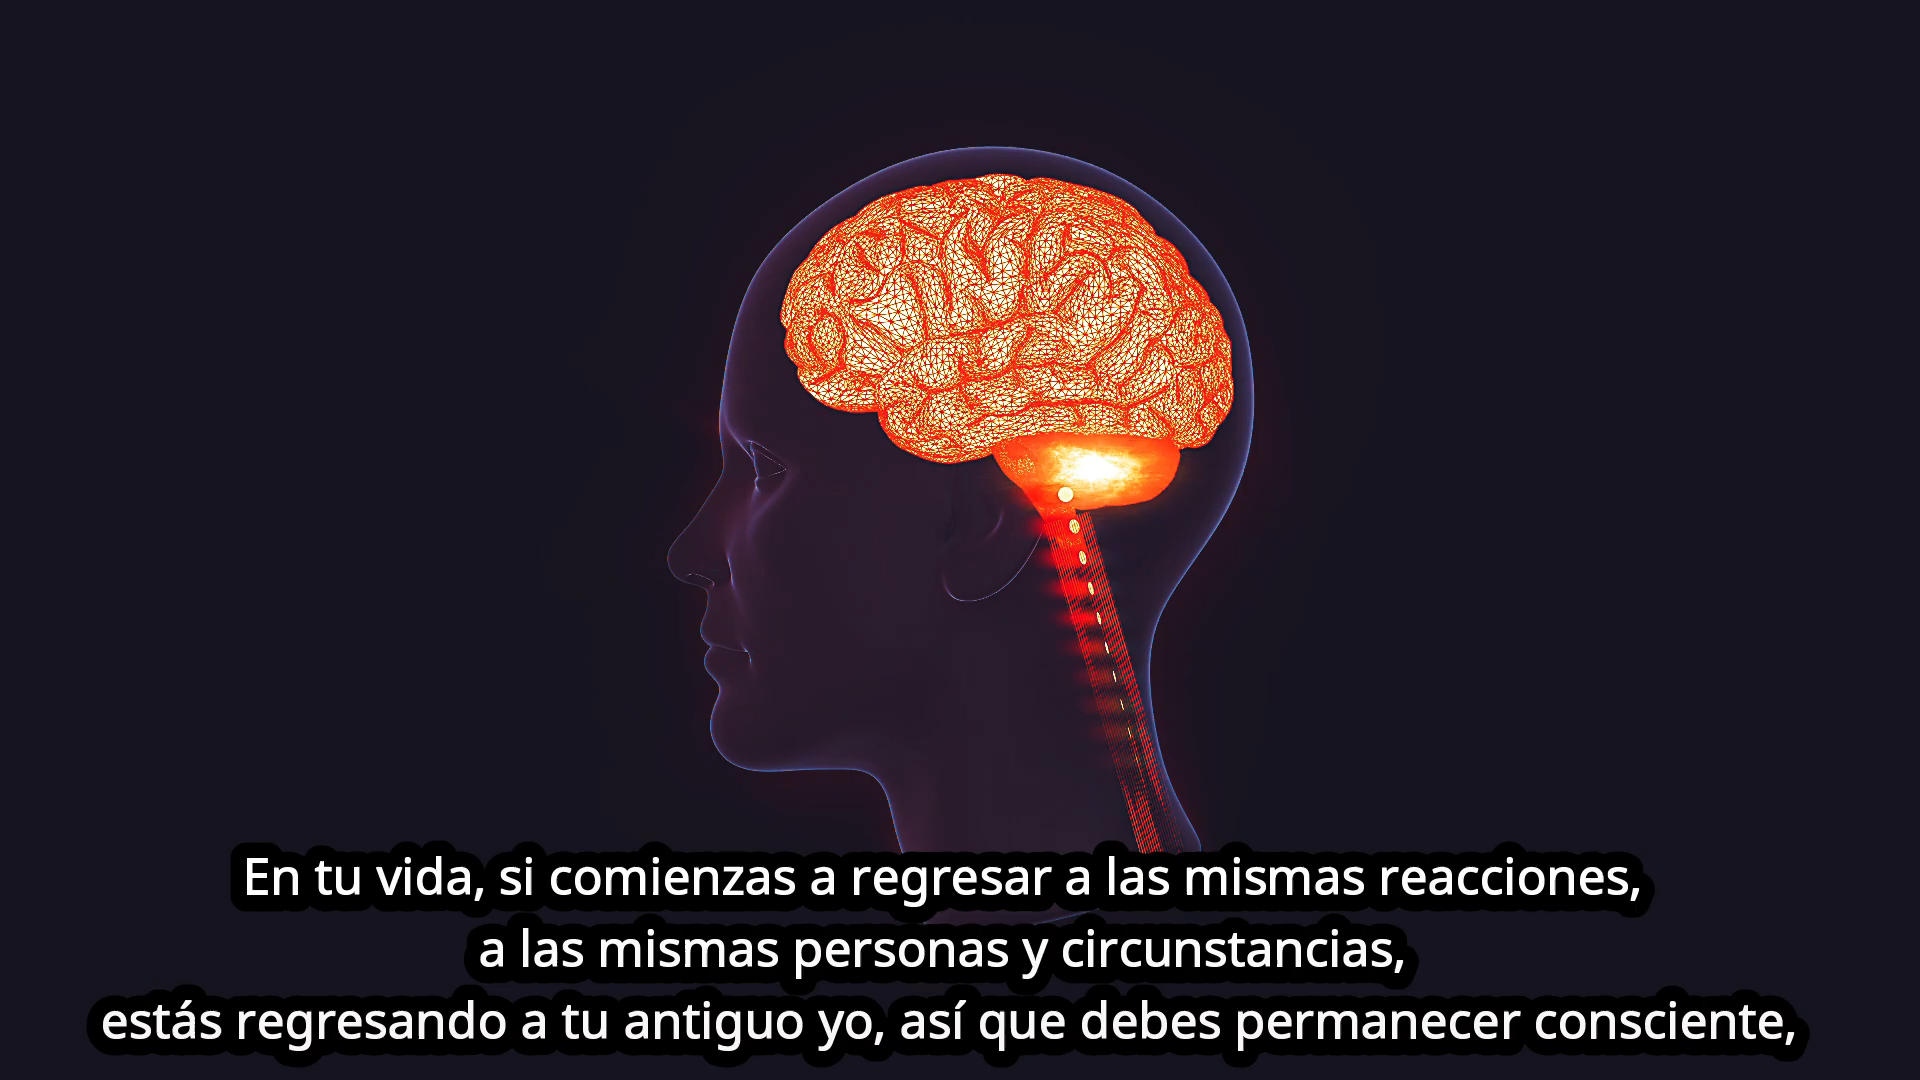 En tu vida, si comienzas a regresar a las mismas reacciones,
a las mismas personas y circunstancias,
estás regresando a tu antiguo yo, así que debes permanecer consciente,